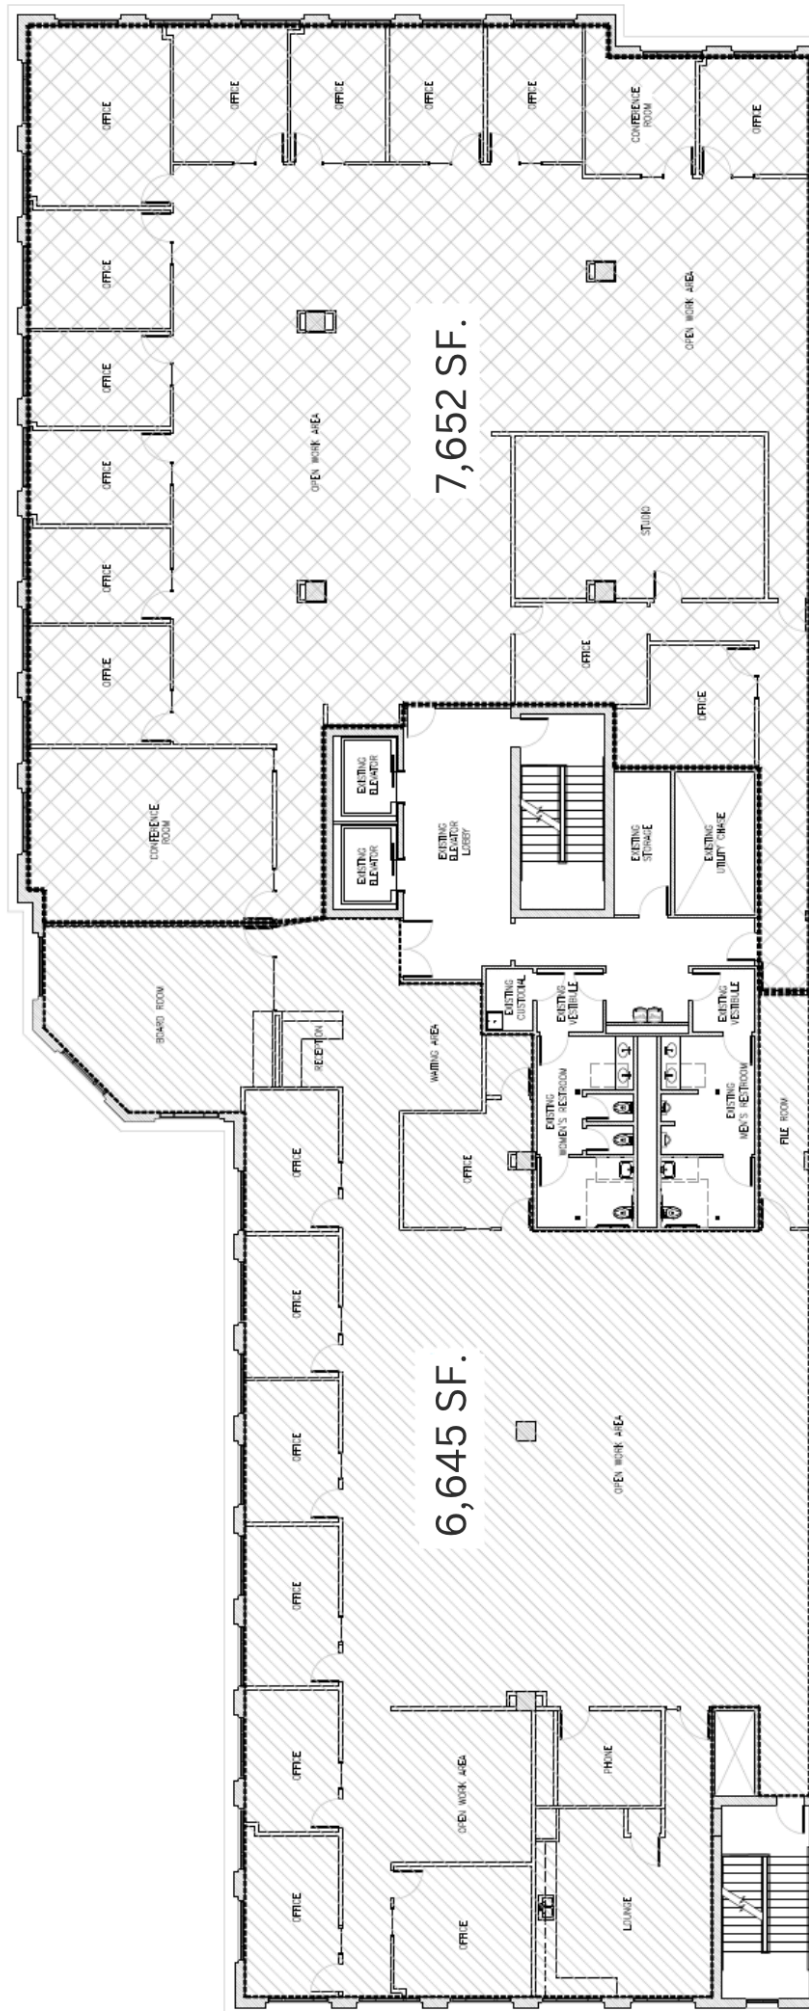 OFFICE
OFFICE
OFFICE
OFFICE
OFFICE
CONFERENCE
ROOM
OFFICE
OFFICE
OFFICE
OFFICE
OFFICE
OFFICE
OPEN WORK AREA
7,652 SF.
OPEN WORK AREA
STUDIO
OFFICE
OFFICE
CONFERENCE
ROOM
EXISTING
ELEVATOR
EXISTING
ELEVATOR
EXISTING
ELEVATOR
LOBBY
EXISTING
STORAGE
EXISTING
UTILITY CHASE
BOARD ROOM
RECEPTION
WAITING AREA
EXISTING
CUSTODIAL
EXISTING
VESTIBULE
EXISTING
VESTIBULE
EXISTING
WOMEN'S RESTROOM
EXISTING
MEN'S RESTROOM
FILE ROOM
OFFICE
OFFICE
OFFICE
OFFICE
OFFICE
OFFICE
OFFICE
6,645 SF.
OPEN WORK AREA
OPEN WORK AREA
PHONE
OFFICE
LOUNGE